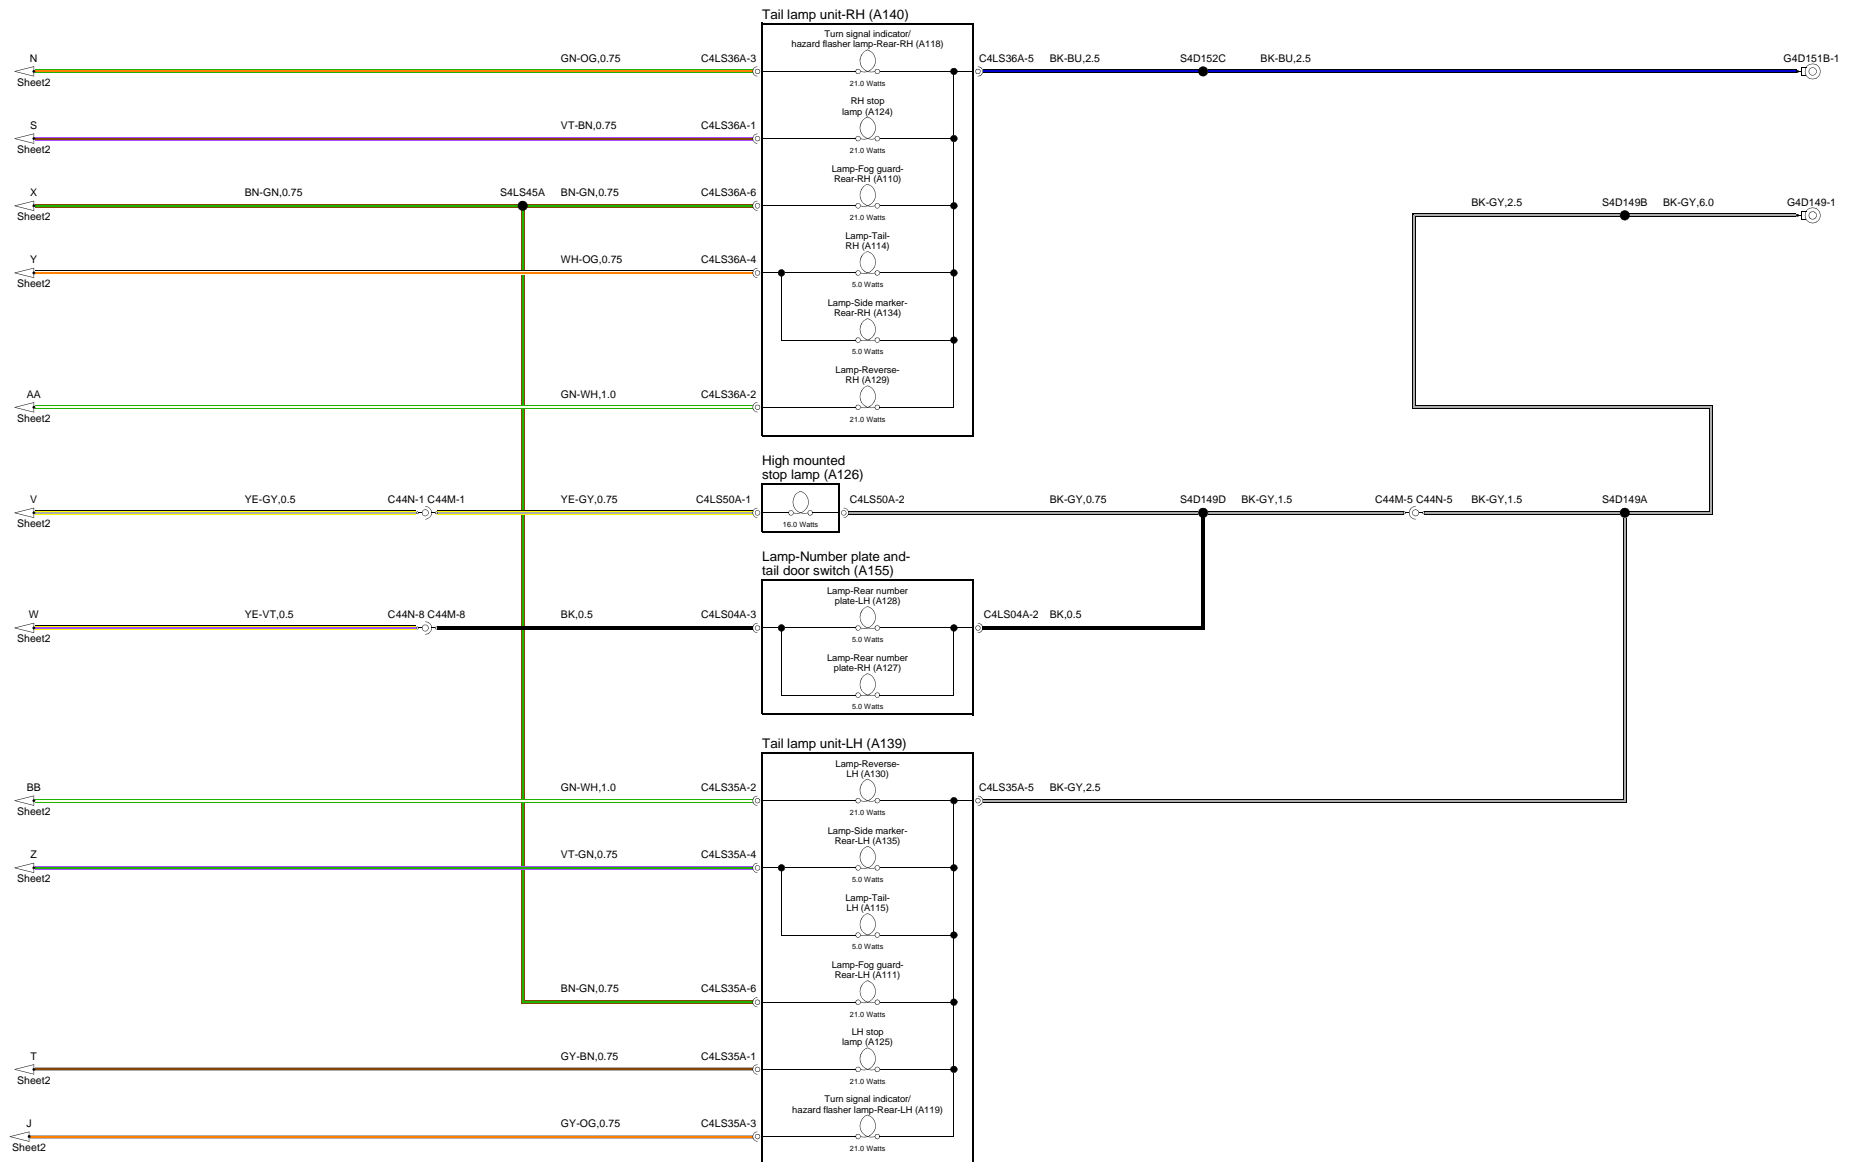 Tail lamp unit-RH (A140)
Turn signal indicator/
hazard flasher lamp-Rear-RH (A118)
N
GN-OG,0.75
C4LS36A-3
C4LS36A-5
BK-BU,2.5
S4D152C
BK-BU,2.5
G4D151B-1
Sheet2
21.0 Watts
RH stop
lamp (A124)
S
VT-BN,0.75
C4LS36A-1
Sheet2
21.0 Watts
Lamp-Fog guard-
Rear-RH (A110)
X
BN-GN,0.75
S4LS45A
BN-GN,0.75
C4LS36A-6
BK-GY,2.5
S4D149B
BK-GY,6.0
G4D149-1
Sheet2
21.0 Watts
Lamp-Tail-
RH (A114)
Y
WH-OG,0.75
C4LS36A-4
Sheet2
5.0 Watts
Lamp-Side marker-
Rear-RH (A134)
5.0 Watts
Lamp-Reverse-
RH (A129)
AA
GN-WH,1.0
C4LS36A-2
Sheet2
21.0 Watts
High mounted
stop lamp (A126)
V
YE-GY,0.5
C44N-1 C44M-1
YE-GY,0.75
C4LS50A-1
C4LS50A-2
BK-GY,0.75
S4D149D
BK-GY,1.5
C44M-5 C44N-5
BK-GY,1.5
S4D149A
Sheet2
16.0 Watts
Lamp-Number plate and-
tail door switch (A155)
Lamp-Rear number
plate-LH (A128)
W
YE-VT,0.5
C44N-8 C44M-8
BK,0.5
C4LS04A-3
C4LS04A-2
BK,0.5
Sheet2
5.0 Watts
Lamp-Rear number
plate-RH (A127)
5.0 Watts
Tail lamp unit-LH (A139)
Lamp-Reverse-
LH (A130)
BB
GN-WH,1.0
C4LS35A-2
C4LS35A-5
BK-GY,2.5
Sheet2
21.0 Watts
Lamp-Side marker-
Rear-LH (A135)
Z
VT-GN,0.75
C4LS35A-4
Sheet2
5.0 Watts
Lamp-Tail-
LH (A115)
5.0 Watts
Lamp-Fog guard-
Rear-LH (A111)
BN-GN,0.75
C4LS35A-6
21.0 Watts
LH stop
lamp (A125)
T
GY-BN,0.75
C4LS35A-1
Sheet2
21.0 Watts
Turn signal indicator/
hazard flasher lamp-Rear-LH (A119)
J
GY-OG,0.75
C4LS35A-3
Sheet2
21.0 Watts